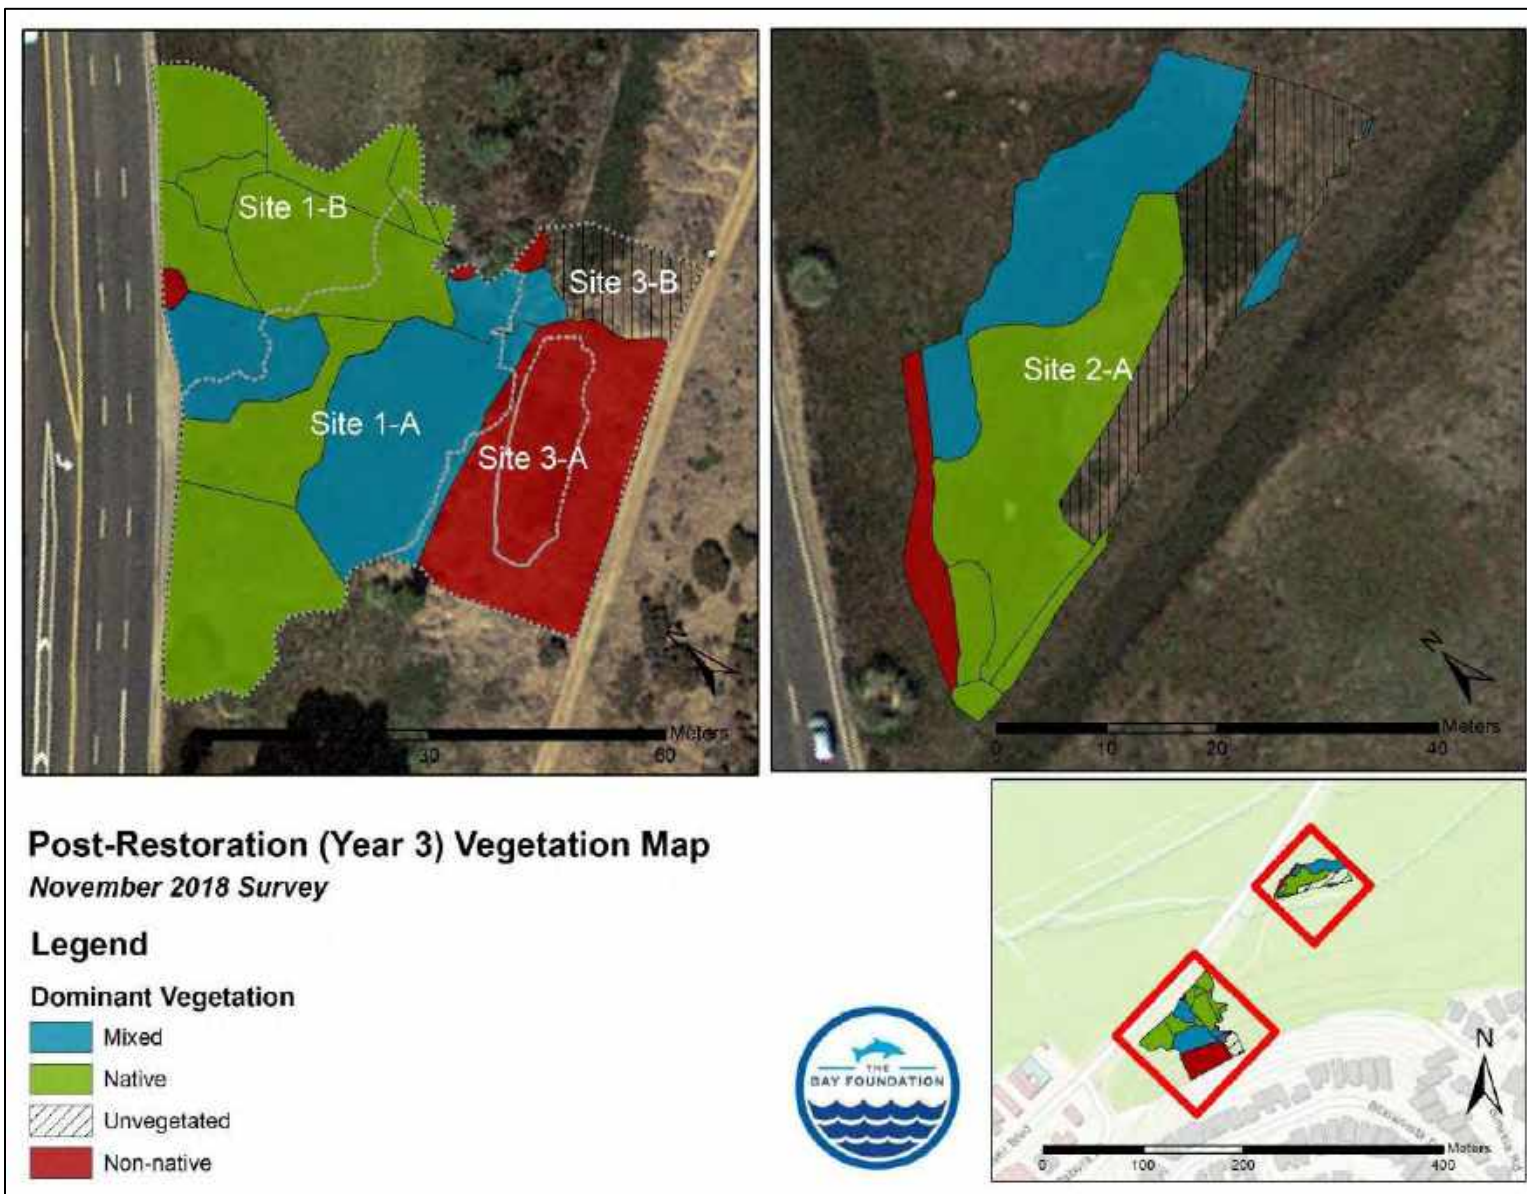 Site 1-B
Site 3-B
Site 1-A
Site 3-A
N
Meters
30
60
Site 2-A
N
Meters
0
10
20
40
Post-Restoration (Year 3) Vegetation Map
November 2018 Survey
Legend
Dominant Vegetation
Mixed
Native
Unvegetated
Non-native
THE
BAY FOUNDATION
N
Meters
0
100
200
400